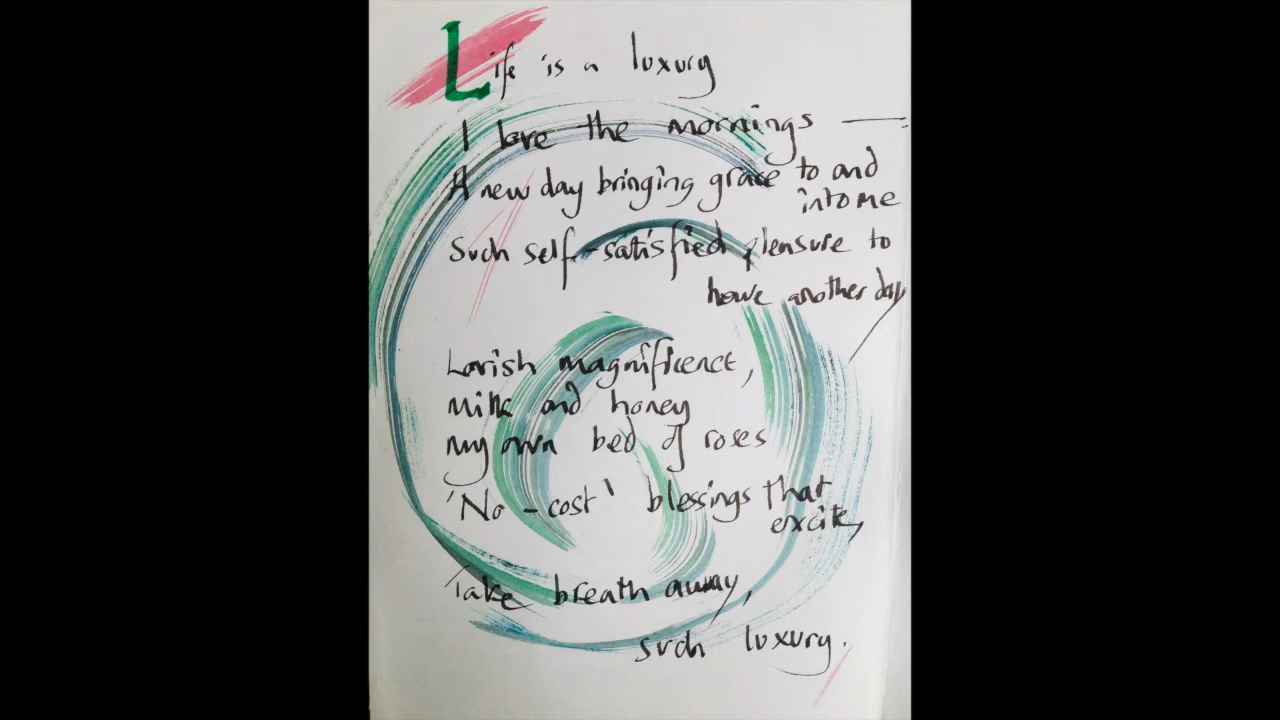 Life is a luxury
I love the mornings —
A new day bringing grace to and
into me
Such self-satisfied pleasure to
have another day
Lavish magnificence,
Milk and honey
my own bed of roses
'No-cost' blessings that
excite,
Take breath away,
such luxury.